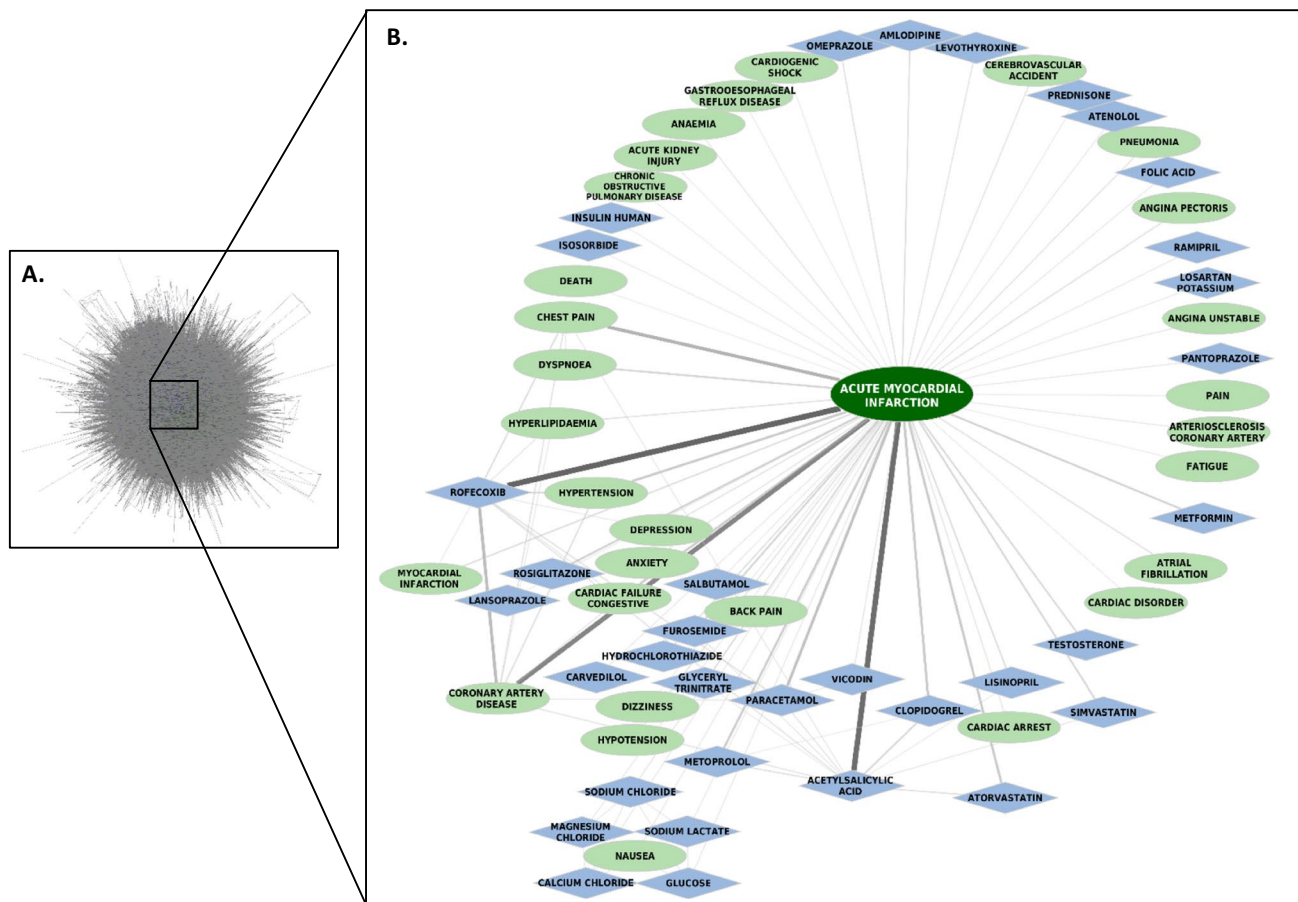 A.
B.
OMEPRAZOLE
AMLODIPINE
LEVOTHYROXINE
CARDIOGENIC
SHOCK
CEREBROVASCULAR
ACCIDENT
GASTROOESOPHAGEAL
REFLUX DISEASE
PREDNISONE
ATENOLOL
ANAEMIA
PNEUMONIA
ACUTE KIDNEY
INJURY
FOLIC ACID
CHRONIC
OBSTRUCTIVE
PULMONARY DISEASE
ANGINA PECTORIS
INSULIN HUMAN
ISOSORBIDE
RAMIPRIL
DEATH
LOSARTAN
POTASSIUM
CHEST PAIN
ANGINA UNSTABLE
DYSPNOEA
PANTOPRAZOLE
ACUTE MYOCARDIAL
INFARCTION
PAIN
HYPERLIPIDAEMIA
ARTERIOSCLEROSIS
CORONARY ARTERY
FATIGUE
ROFECOXIB
HYPERTENSION
METFORMIN
DEPRESSION
ANXIETY
ATRIAL
FIBRILLATION
MYOCARDIAL
INFARCTION
ROSIGLITAZONE
SALBUTAMOL
LANSOPRAZOLE
CARDIAC FAILURE
CONGESTIVE
CARDIAC DISORDER
BACK PAIN
FUROSEMIDE
TESTOSTERONE
HYDROCHLOROTHIAZIDE
CARVEDILOL
GLYCERYL
TRINITRATE
VICODIN
LISINOPRIL
CORONARY ARTERY
DISEASE
PARACETAMOL
DIZZINESS
CLOPIDOGREL
SIMVASTATIN
CARDIAC ARREST
HYPOTENSION
METOPROLOL
ACETYLSALICYLIC
ACID
SODIUM CHLORIDE
ATORVASTATIN
MAGNESIUM
CHLORIDE
SODIUM LACTATE
NAUSEA
CALCIUM CHLORIDE
GLUCOSE